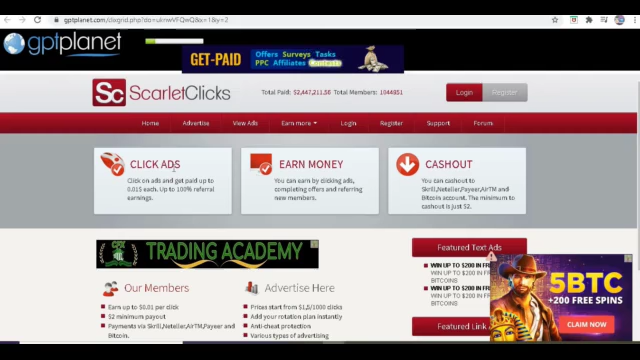 gptplanet.com/clixgrid.php?do=uknwVFQwQ&x=1&y=2
gptplanet
GET-PAID
Offers Surveys Tasks
PPC Affiliates
Sc ScarletClicks
Total Paid: $2,447,211.56 Total Members: 1044851
Login Register
Home Advertise View Ads Earn more Login Register Support Forum
CLICK ADS
Click on ads and get paid up to
0.01$ each. Up to 100% referral
earnings.
EARN MONEY
You can earn by clicking ads,
completing offers and referring
new members.
CASHOUT
You can cashout to
Skrill,Neteller,Payeer,AirTM and
Bitcoin account. The minimum to
cashout is just $2.
CFX TRADING ACADEMY
Our Members
Earn up to $0.01 per click
$2 minimum payout
Payments via Skrill,Neteller,AirTM,Payeer and
Bitcoin.
Advertise Here
Prices start from $1,5/1000 clicks
Add your rotation plan instantly
Anti-cheat protection
Various types of advertising
Featured Text Ads
WIN UP TO $200 IN FR
WIN UP TO $200 IN FREE
BITCOINS
WIN UP TO $200 IN FR
WIN UP TO $200 IN FREE
BITCOINS
Featured Link
5BTC
+200 FREE SPINS
CLAIM NOW